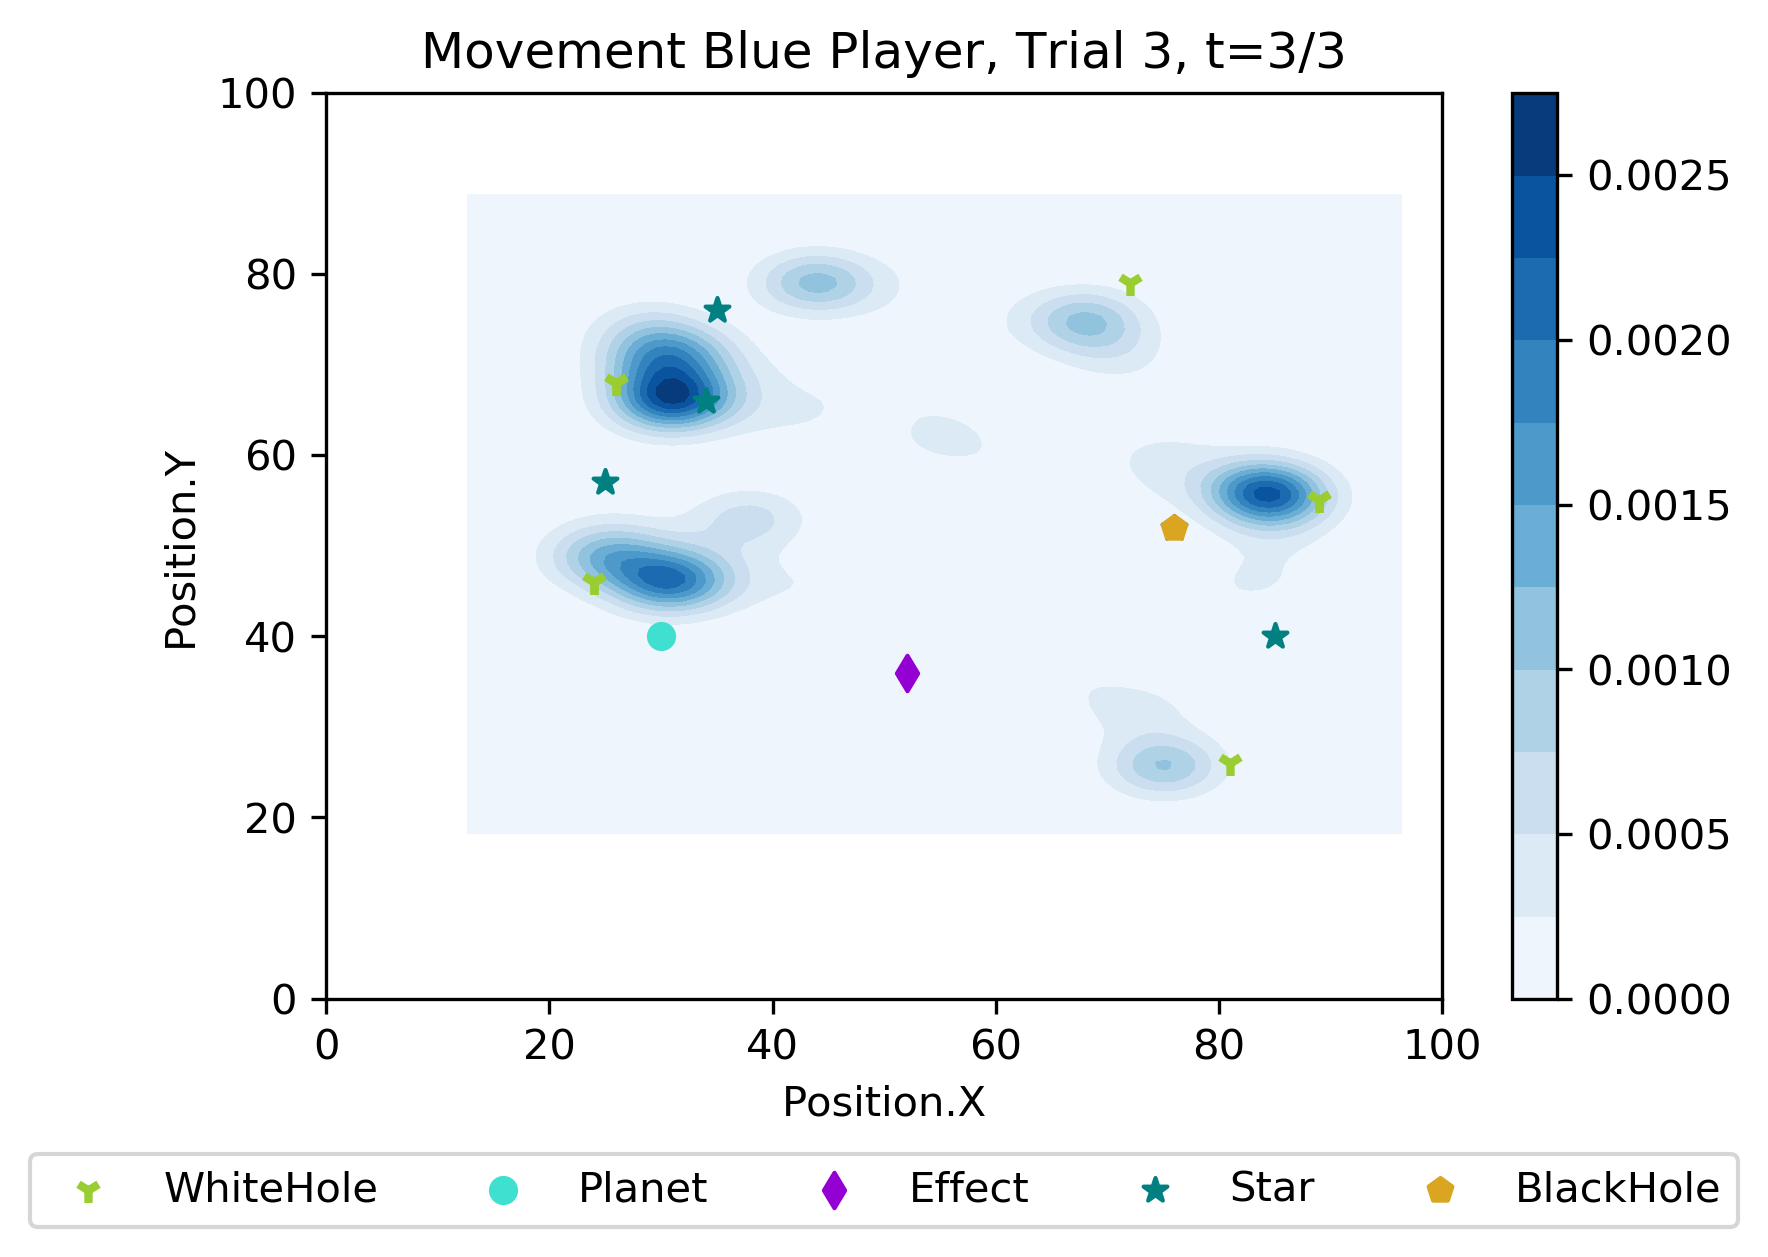 Movement Blue Player, Trial 3, t=3/3
100
80
60
40
20
0
Position.Y
0 20 40 60 80 100
Position.X
0.0025
0.0020
0.0015
0.0010
0.0005
0.0000
WhiteHole Planet Effect Star BlackHole